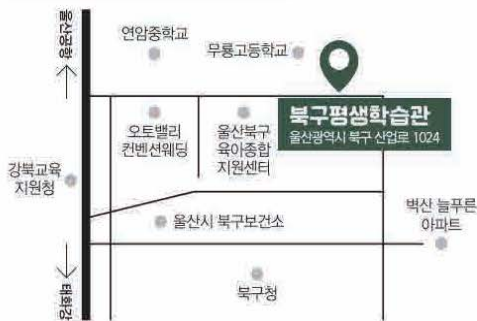 울산공항
연암중학교
무룡고등학교
북구평생학습관
울산광역시 북구 산업로 1024
오토밸리
컨벤션웨딩
울산북구
육아종합
지원센터
강북교육
지원청
울산시 북구보건소
벽산 늘푸른
아파트
북구청
태화강